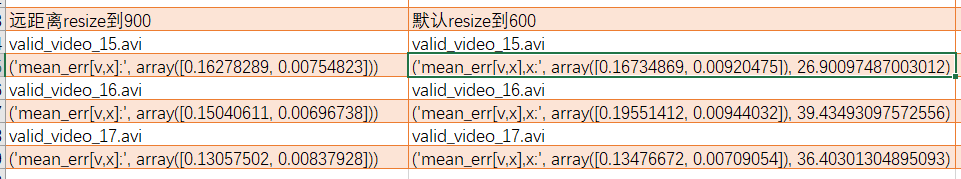 远距离resize到900 默认resize到600
valid_video_15.avi valid_video_15.avi
('mean_err[v,x]:', array([0.16278289, 0.00754823])) ('mean_err[v,x],x:', array([0.16734869, 0.00920475]), 26.90097487003012)
valid_video_16.avi valid_video_16.avi
('mean_err[v,x]:', array([0.15040611, 0.00696738])) ('mean_err[v,x],x:', array([0.19551412, 0.00944032]), 39.43493097572556)
valid_video_17.avi valid_video_17.avi
('mean_err[v,x]:', array([0.13057502, 0.00837928])) ('mean_err[v,x],x:', array([0.13476672, 0.00709054]), 36.40301304895093)